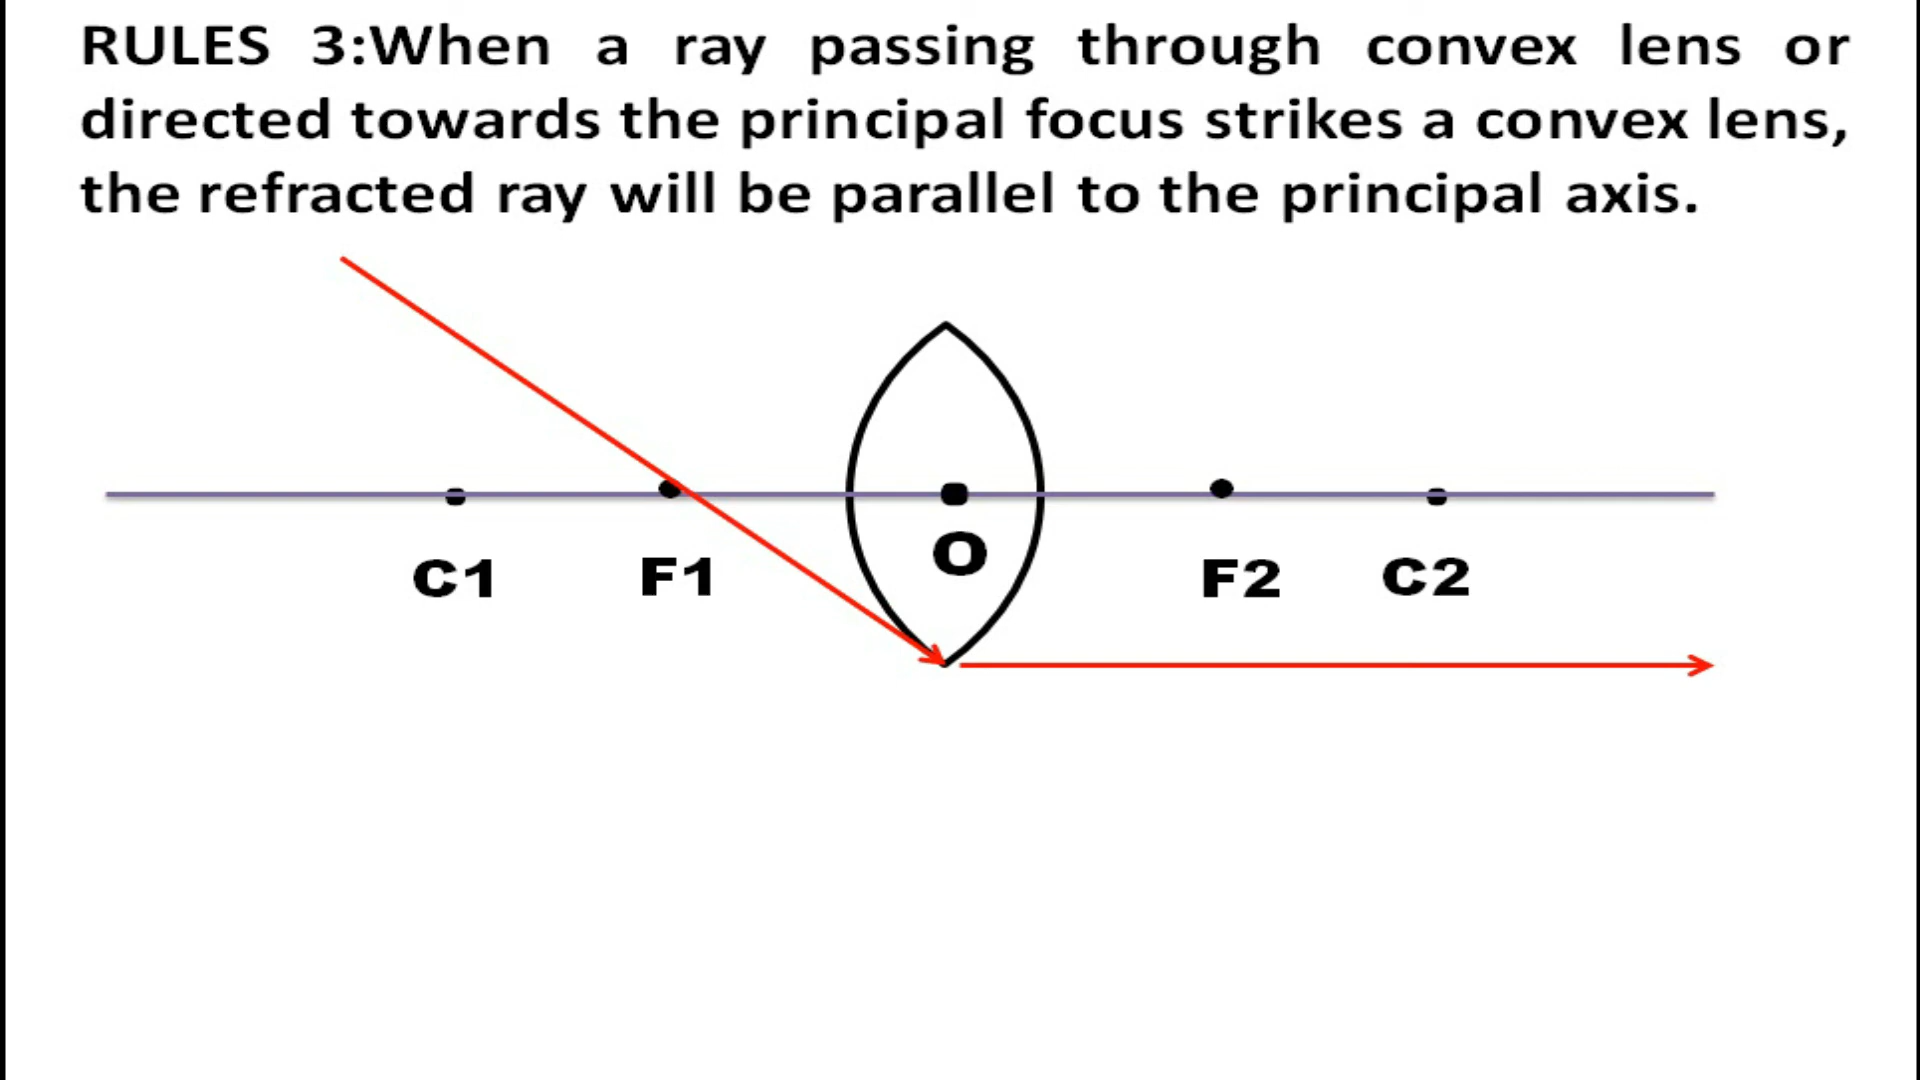 RULES 3:When a ray passing through convex lens or
directed towards the principal focus strikes a convex lens,
the refracted ray will be parallel to the principal axis.
O
C1 F1 F2 C2